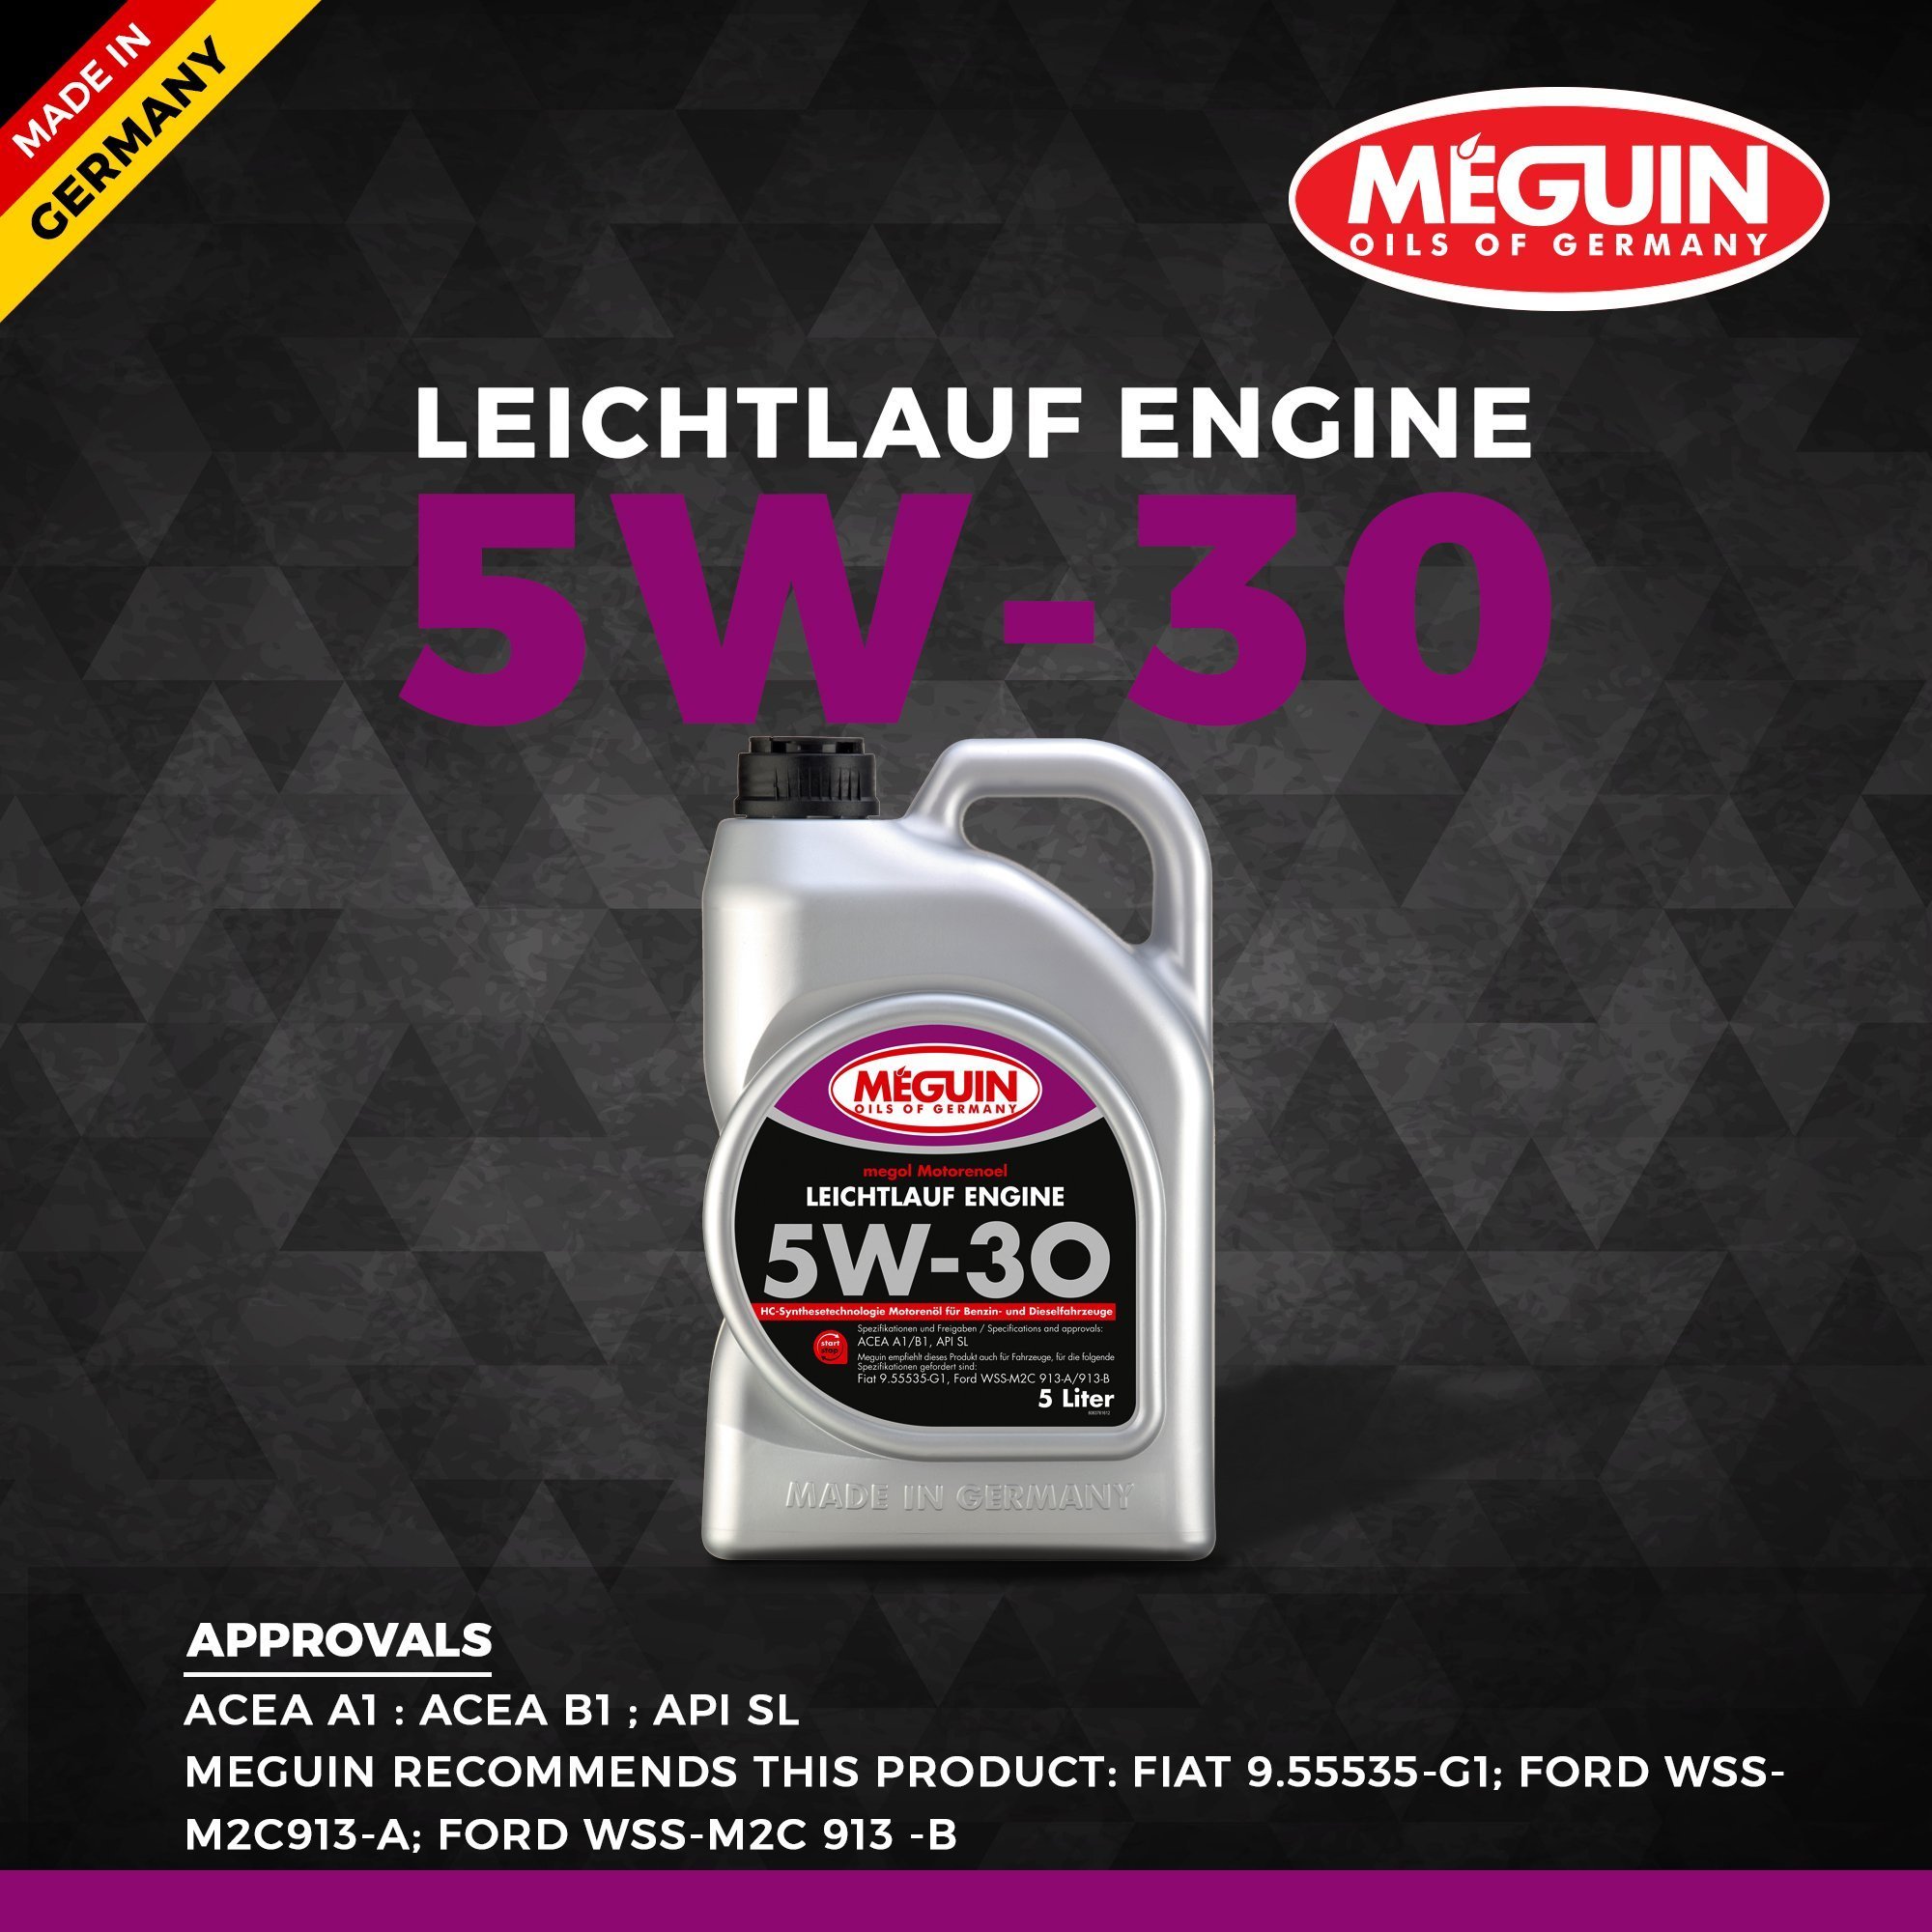 MADE IN
GERMANY
MEGUIN
OILS OF GERMANY
LEICHTLAUF ENGINE
5W-30
MEGUIN
OILS OF GERMANY
megol Motorenoel
LEICHTLAUF ENGINE
5W-30
HC-Synthesetechnologie Motorenöl für Benzin- und Dieselfahrzeuge
Spezifikationen und Freigaben / Specifications and approvals:
ACEA A1/B1, API SL
start
stop
Meguin empfiehlt dieses Produkt auch für Fahrzeuge, für die folgende
Spezifikationen gefordert sind:
Fiat 9.55535-G1, Ford WSS-M2C 913-A/913-B
5 Liter
MADE IN GERMANY
APPROVALS
ACEA A1 : ACEA B1 ; API SL
MEGUIN RECOMMENDS THIS PRODUCT: FIAT 9.55535-G1; FORD WSS-
M2C913-A; FORD WSS-M2C 913 -B